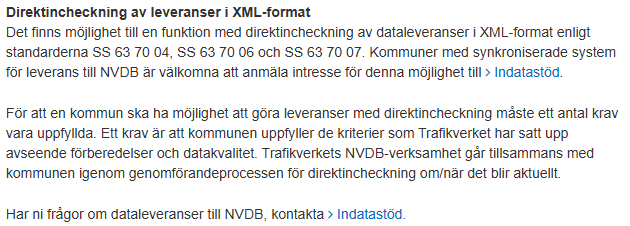 Direktincheckning av leveranser i XML-format
Det finns möjlighet till en funktion med direktincheckning av dataleveranser i XML-format enligt
standarderna SS 63 70 04, SS 63 70 06 och SS 63 70 07. Kommuner med synkroniserade system
för leverans till NVDB är välkomna att anmäla intresse för denna möjlighet till › Indatastöd.

För att en kommun ska ha möjlighet att göra leveranser med direktincheckning måste ett antal krav
vara uppfyllda. Ett krav är att kommunen uppfyller de kriterier som Trafikverket har satt upp
avseende förberedelser och datakvalitet. Trafikverkets NVDB-verksamhet går tillsammans med
kommunen igenom genomförandeprocessen för direktincheckning om/när det blir aktuellt.

Har ni frågor om dataleveranser till NVDB, kontakta › Indatastöd.